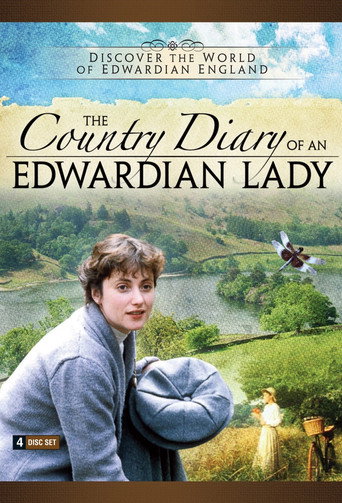 DISCOVER THE WORLD
OF EDWARDIAN ENGLAND
THE
Country Diary OF AN
EDWARDIAN LADY
4 DISC SET